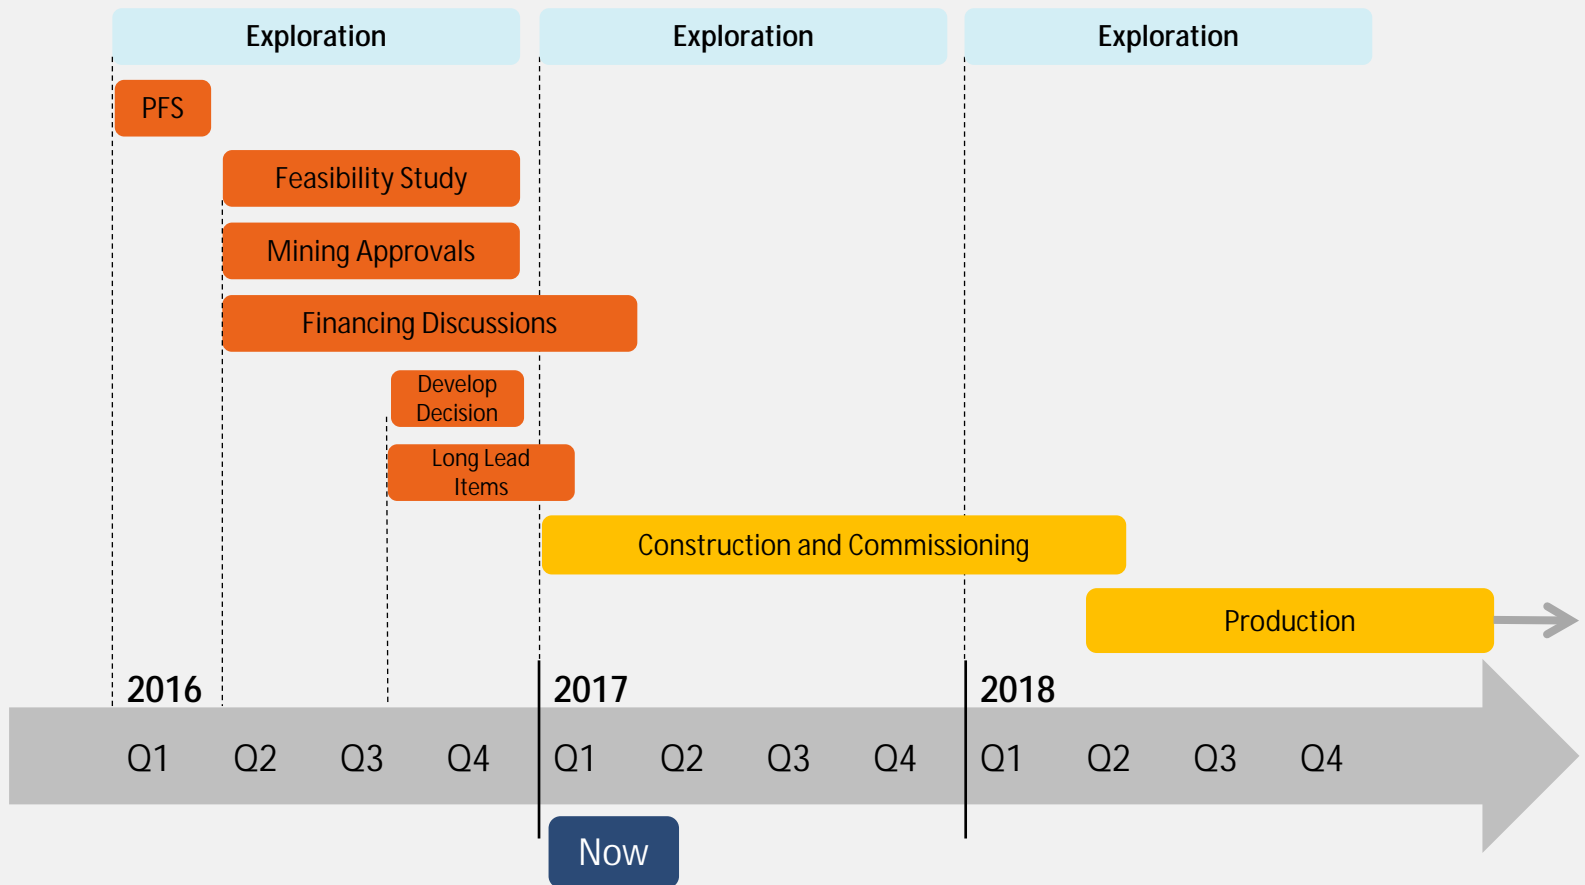 Exploration
Exploration
Exploration
PFS
Feasibility Study
Mining Approvals
Financing Discussions
Develop
Decision
Long Lead
Items
Construction and Commissioning
Production
2016
2017
2018
Q1 Q2 Q3 Q4 Q1 Q2 Q3 Q4 Q1 Q2 Q3 Q4
Now